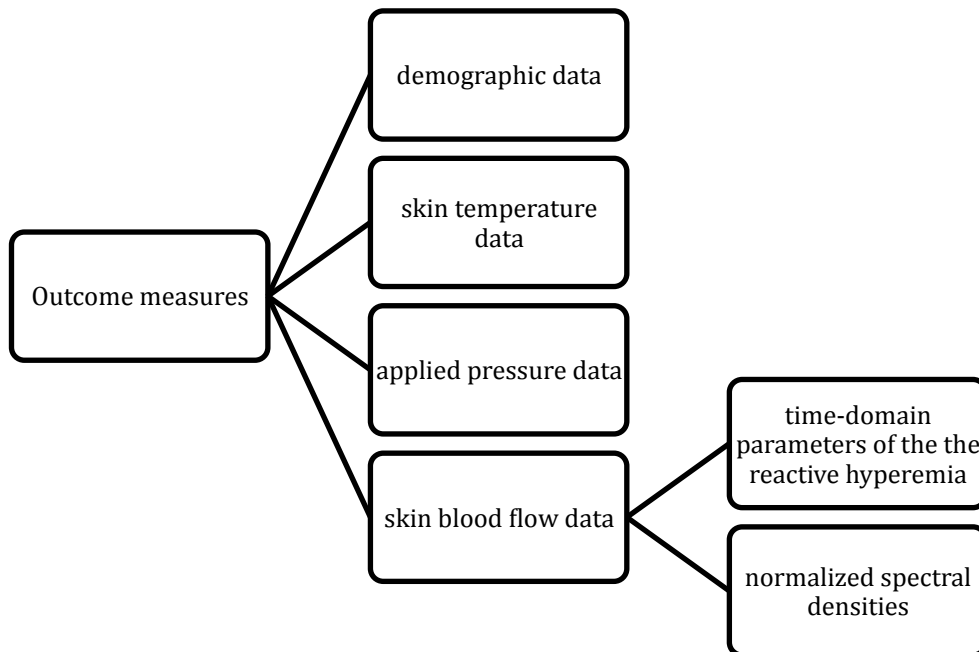 Outcome measures
demographic data
skin temperature
data
applied pressure data
skin blood flow data
time-domain
parameters of the the
reactive hyperemia
normalized spectral
densities